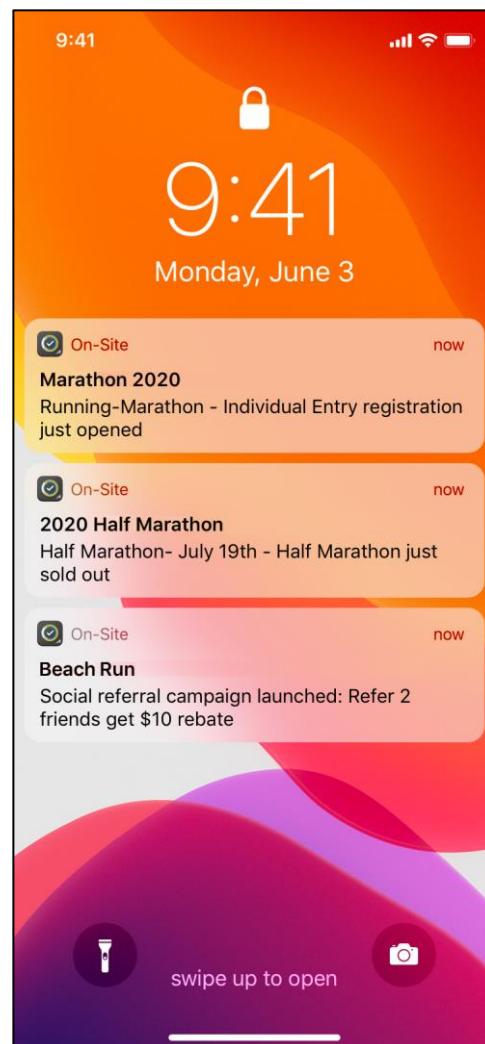 9:41
9:41
Monday, June 3
On-Site now
Marathon 2020
Running-Marathon - Individual Entry registration
just opened
On-Site now
2020 Half Marathon
Half Marathon- July 19th - Half Marathon just
sold out
On-Site now
Beach Run
Social referral campaign launched: Refer 2
friends get $10 rebate
swipe up to open